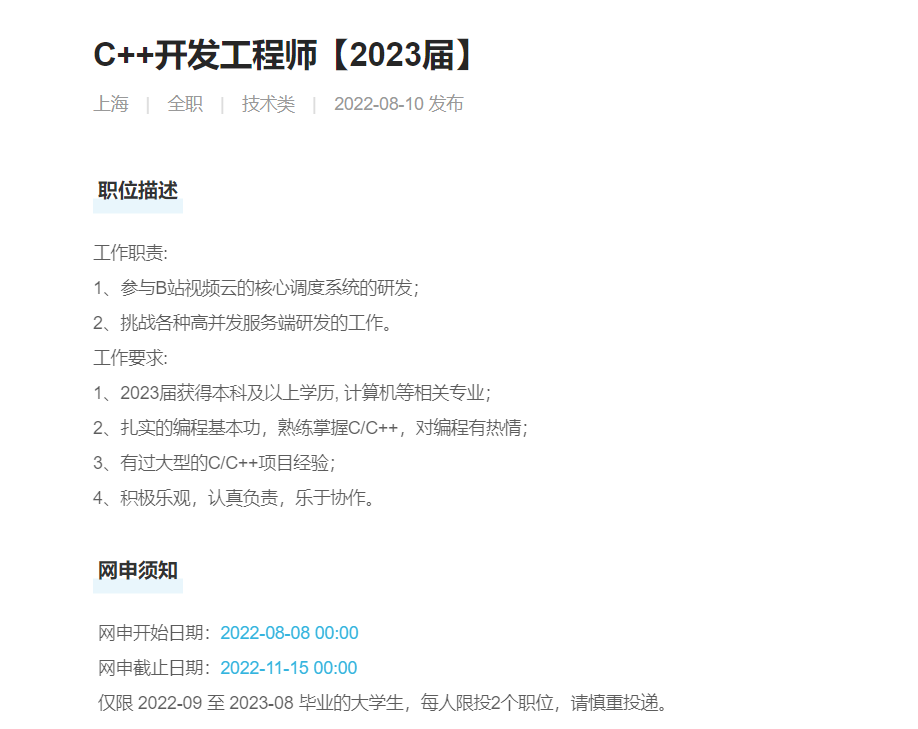 C++开发工程师【2023届】
上海 | 全职 | 技术类 | 2022-08-10 发布
职位描述
工作职责:
1、参与B站视频云的核心调度系统的研发；
2、挑战各种高并发服务端研发的工作。
工作要求:
1、2023届获得本科及以上学历, 计算机等相关专业；
2、扎实的编程基本功，熟练掌握C/C++，对编程有热情；
3、有过大型的C/C++项目经验；
4、积极乐观，认真负责，乐于协作。
网申须知
网申开始日期：2022-08-08 00:00
网申截止日期：2022-11-15 00:00
仅限 2022-09 至 2023-08 毕业的大学生，每人限投2个职位，请慎重投递。